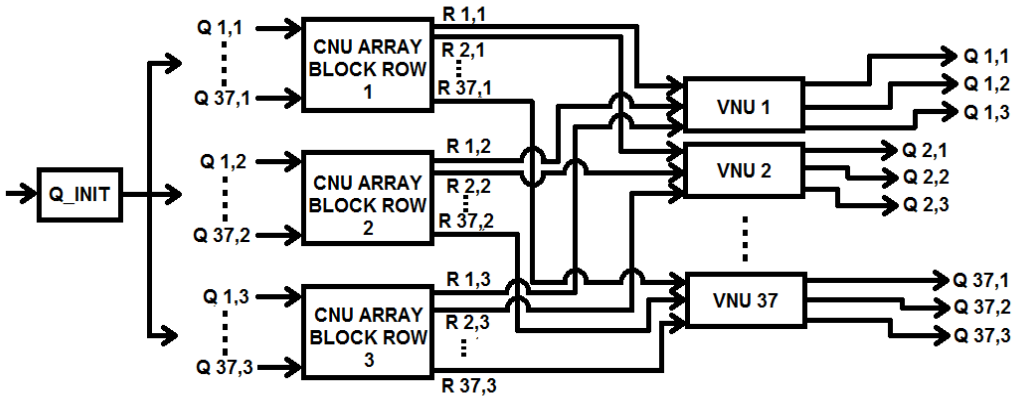 Q_INIT
Q 1,1
Q 37,1
CNU ARRAY
BLOCK ROW
1
R 1,1
R 2,1
R 37,1
Q 1,2
Q 37,2
CNU ARRAY
BLOCK ROW
2
R 1,2
R 2,2
R 37,2
Q 1,3
Q 37,3
CNU ARRAY
BLOCK ROW
3
R 1,3
R 2,3
R 37,3
VNU 1
Q 1,1
Q 1,2
Q 1,3
VNU 2
Q 2,1
Q 2,2
Q 2,3
VNU 37
Q 37,1
Q 37,2
Q 37,3